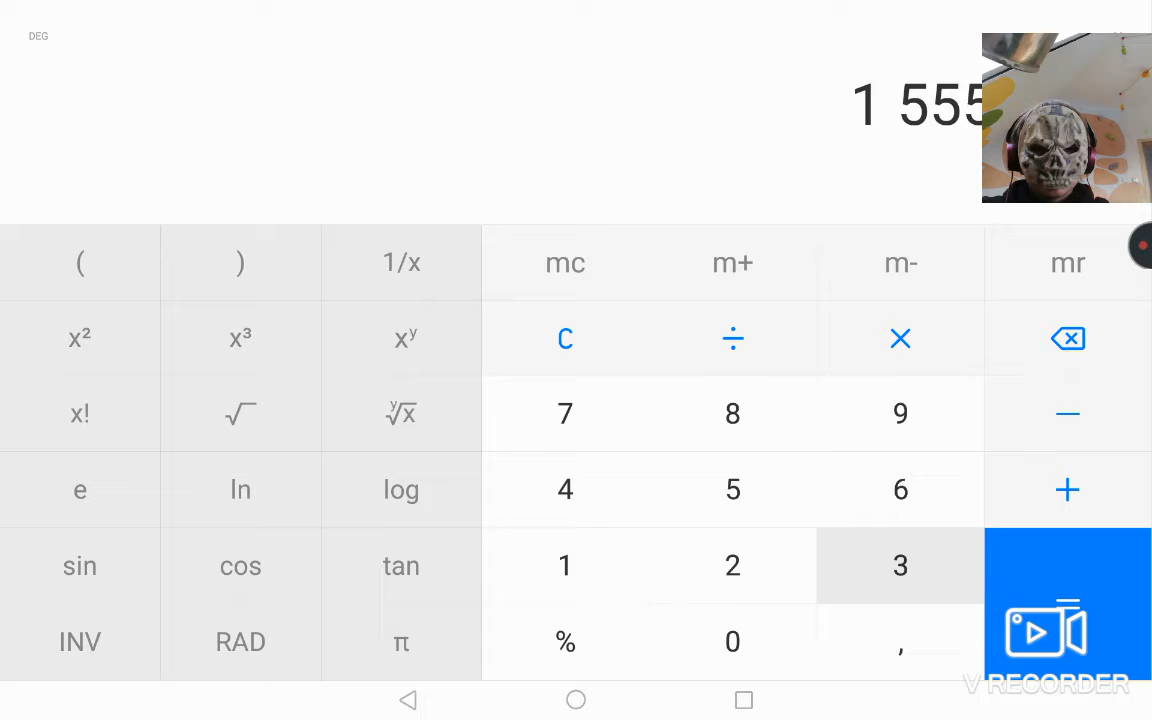 DEG
1 555
( ) 1/x mc m+ m- mr
x² x³ xʸ C ÷ ×
x! √ ʸ√x 7 8 9 −
e ln log 4 5 6 +
sin cos tan 1 2 3 =
INV RAD π % 0 ,
V RECORDER